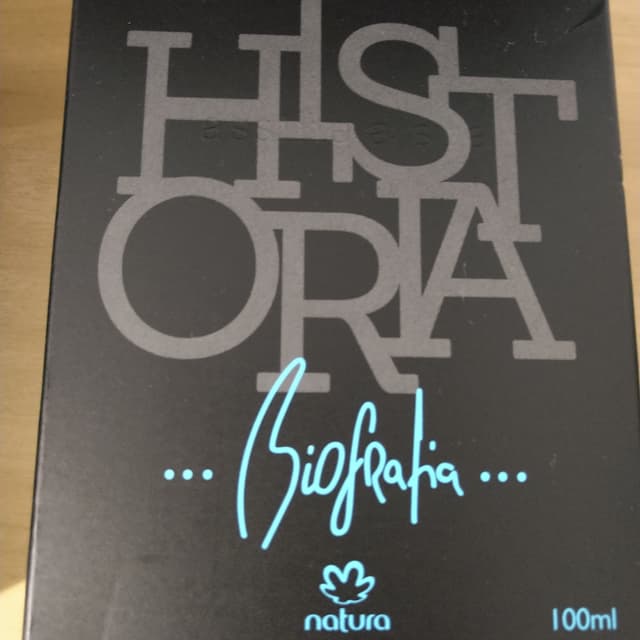 HIST
ORIA
... Biografia ...
natura
100ml